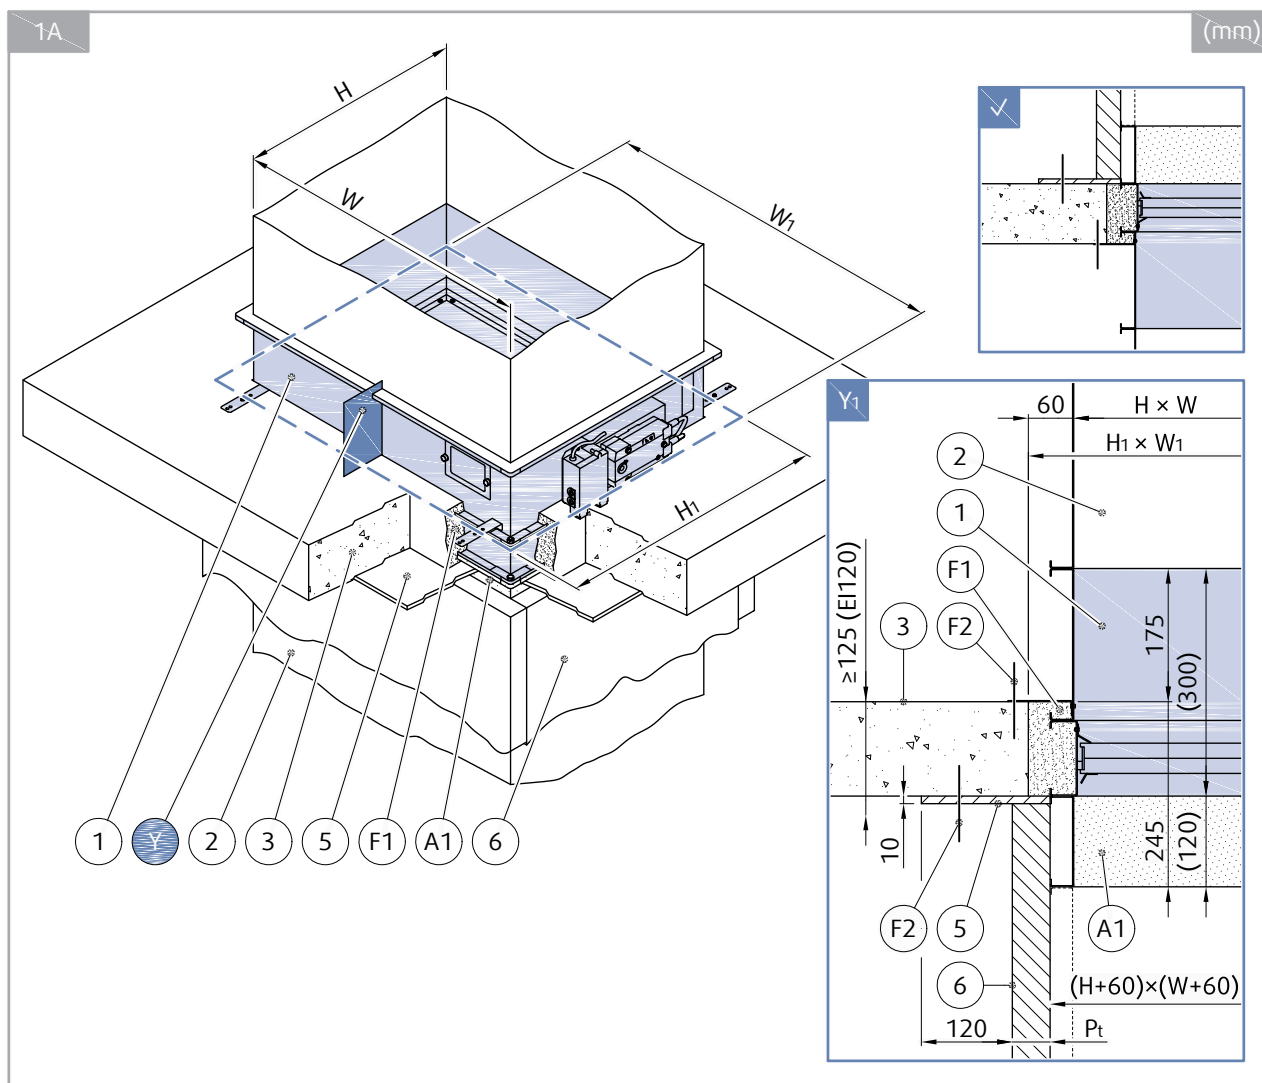 1A
(mm)
H
W
W1
H1
✓
Y1
60
H × W
H1 × W1
2
1
F1
F2
3
≥125 (EI120)
175
(300)
10
245
(120)
F2
5
A1
6
(H+60)×(W+60)
120
Pt
1
Y
2
3
5
F1
A1
6